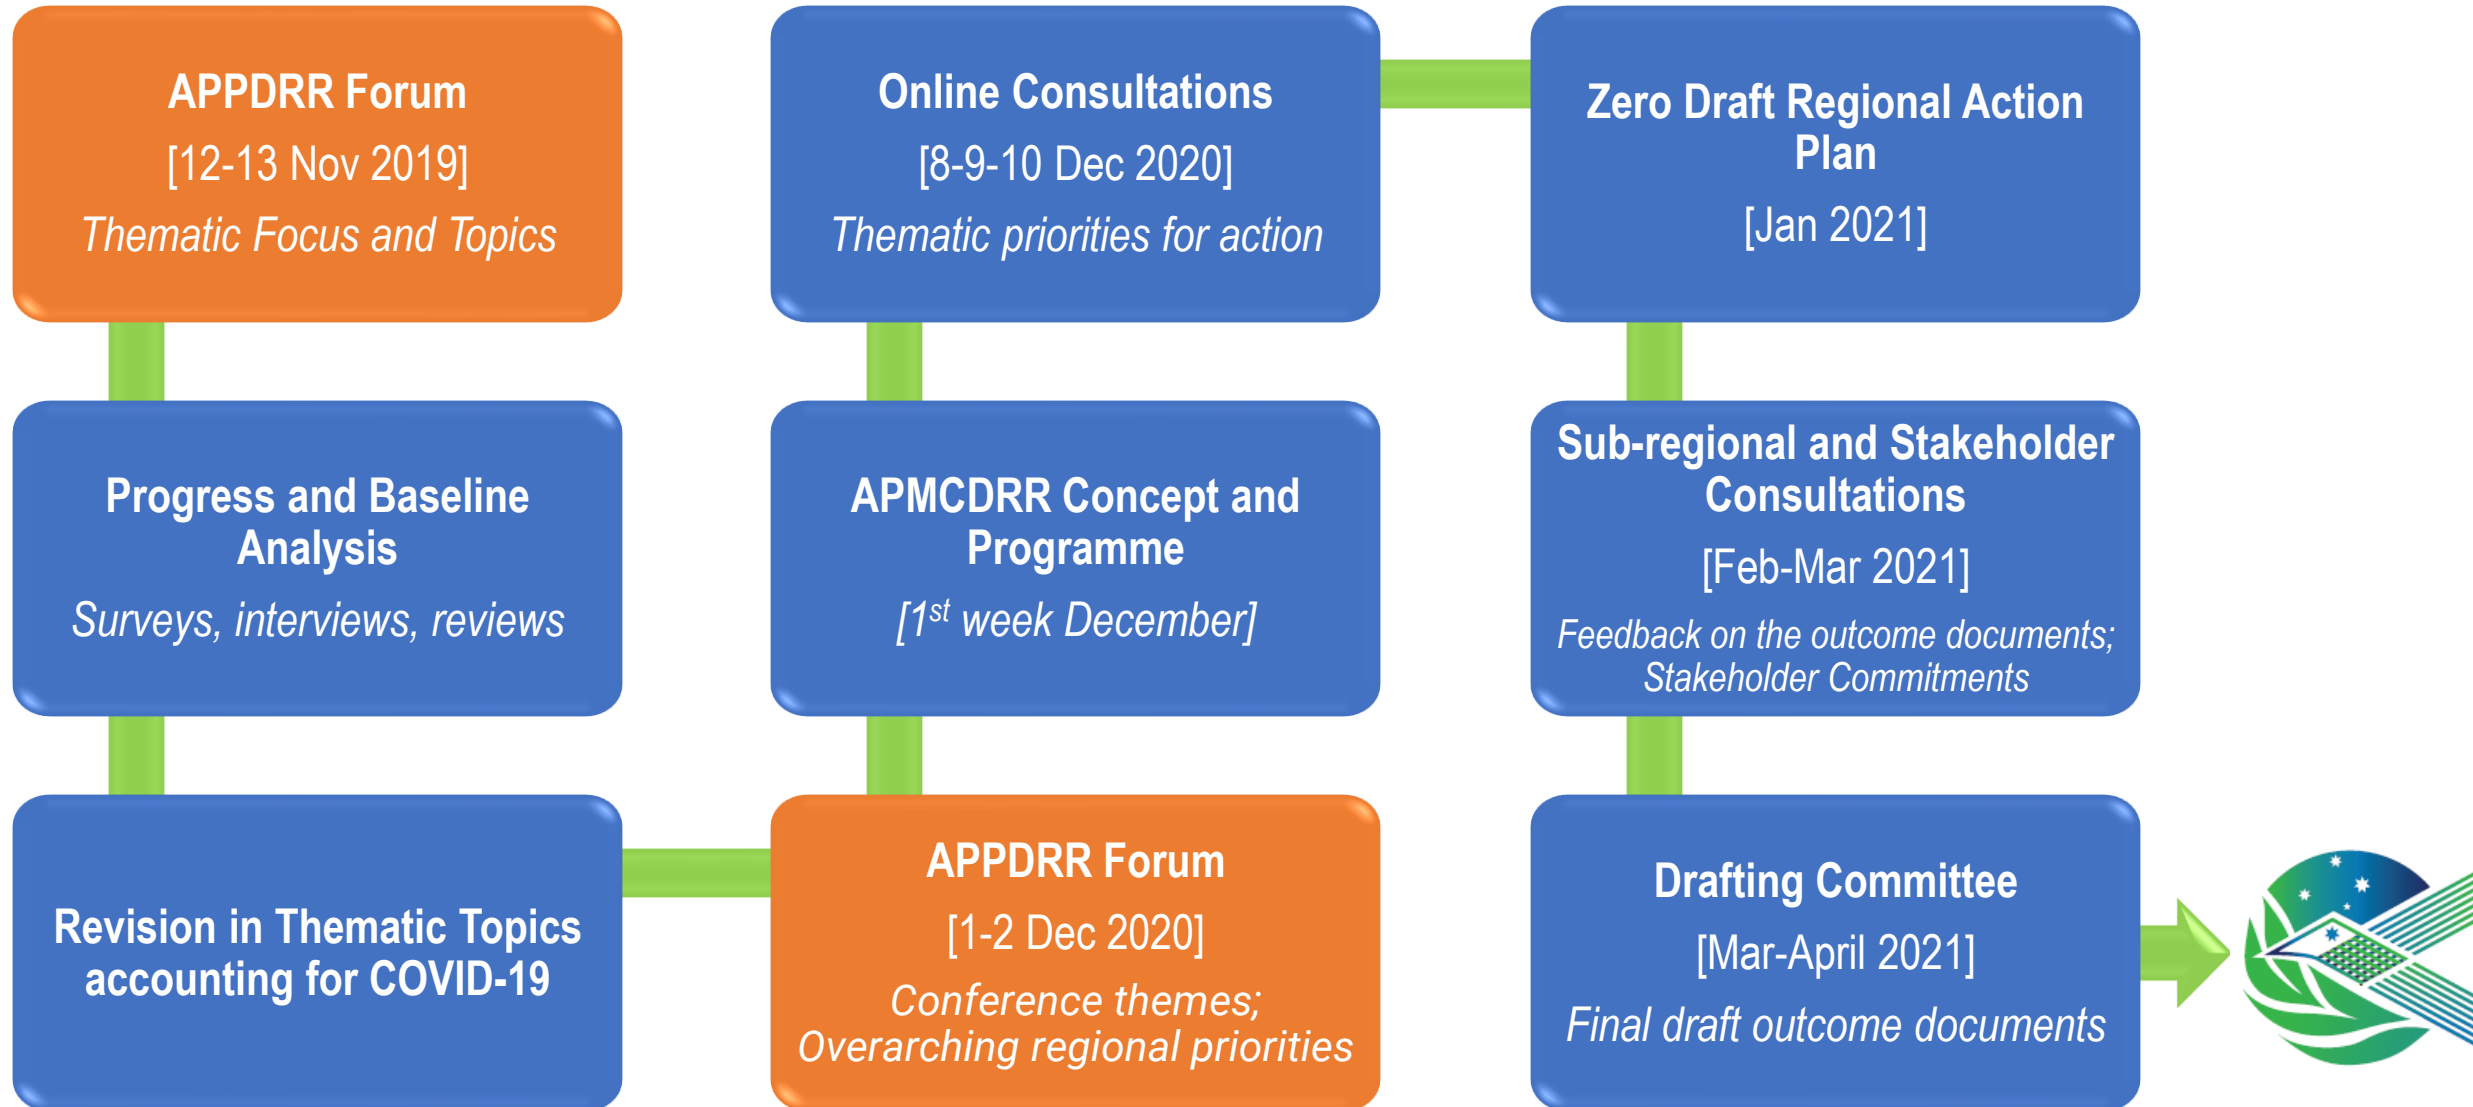 APPDRR Forum
[12-13 Nov 2019]
Thematic Focus and Topics
Progress and Baseline
Analysis
Surveys, interviews, reviews
Revision in Thematic Topics
accounting for COVID-19
APPDRR Forum
[1-2 Dec 2020]
Conference themes;
Overarching regional priorities
APMCDRR Concept and
Programme
[1st week December]
Online Consultations
[8-9-10 Dec 2020]
Thematic priorities for action
Zero Draft Regional Action
Plan
[Jan 2021]
Sub-regional and Stakeholder
Consultations
[Feb-Mar 2021]
Feedback on the outcome documents;
Stakeholder Commitments
Drafting Committee
[Mar-April 2021]
Final draft outcome documents